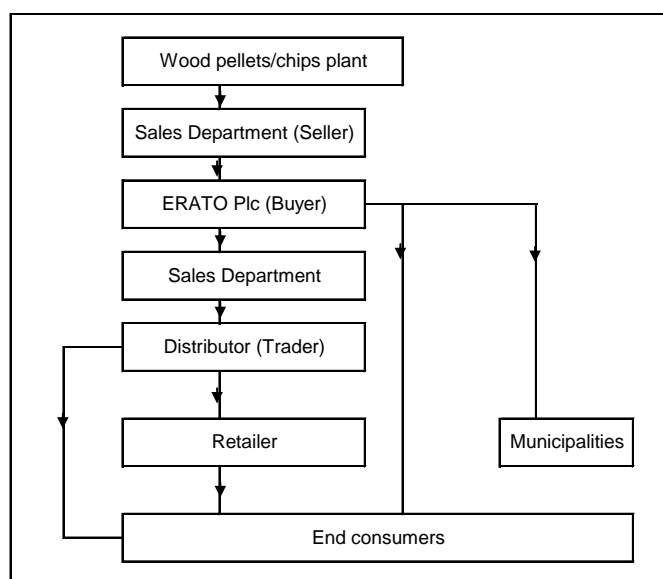 Wood pellets/chips plant
Sales Department (Seller)
ERATO Plc (Buyer)
Sales Department
Distributor (Trader)
Retailer
Municipalities
End consumers